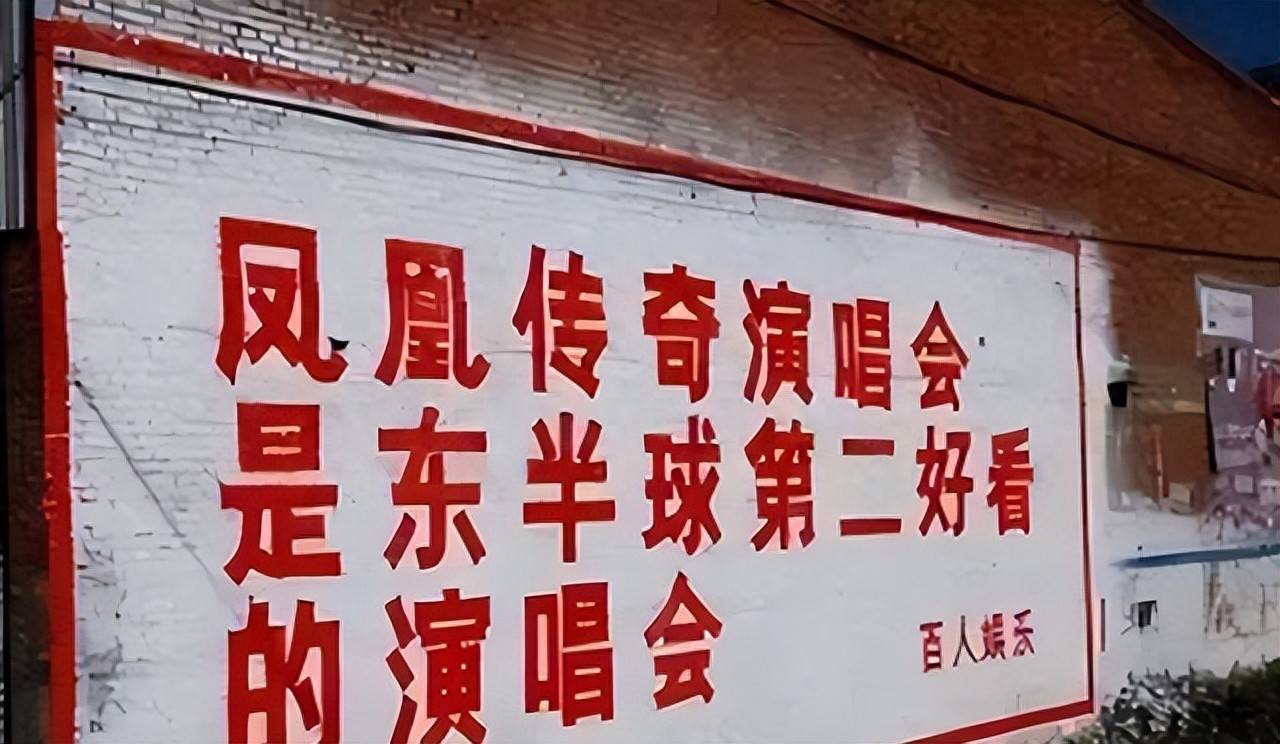 凤凰传奇演唱会
是东半球第二好看
的演唱会
百人娱乐